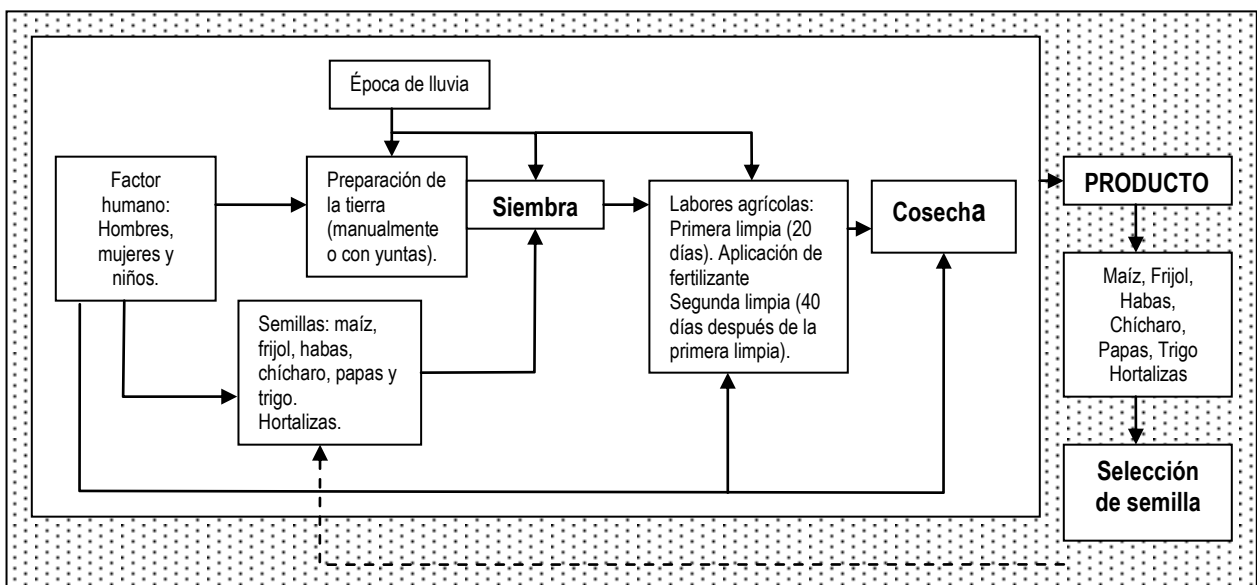 Época de lluvia
Factor
humano:
Hombres,
mujeres y
niños.
Preparación de
la tierra
(manualmente
o con yuntas).
Siembra
Labores agrícolas:
Primera limpia (20
días). Aplicación de
fertilizante
Segunda limpia (40
días después de la
primera limpia).
Cosecha
PRODUCTO
Semillas: maíz,
frijol, habas,
chícharo, papas y
trigo.
Hortalizas.
Maíz, Frijol,
Habas,
Chícharo,
Papas, Trigo
Hortalizas
Selección
de semilla